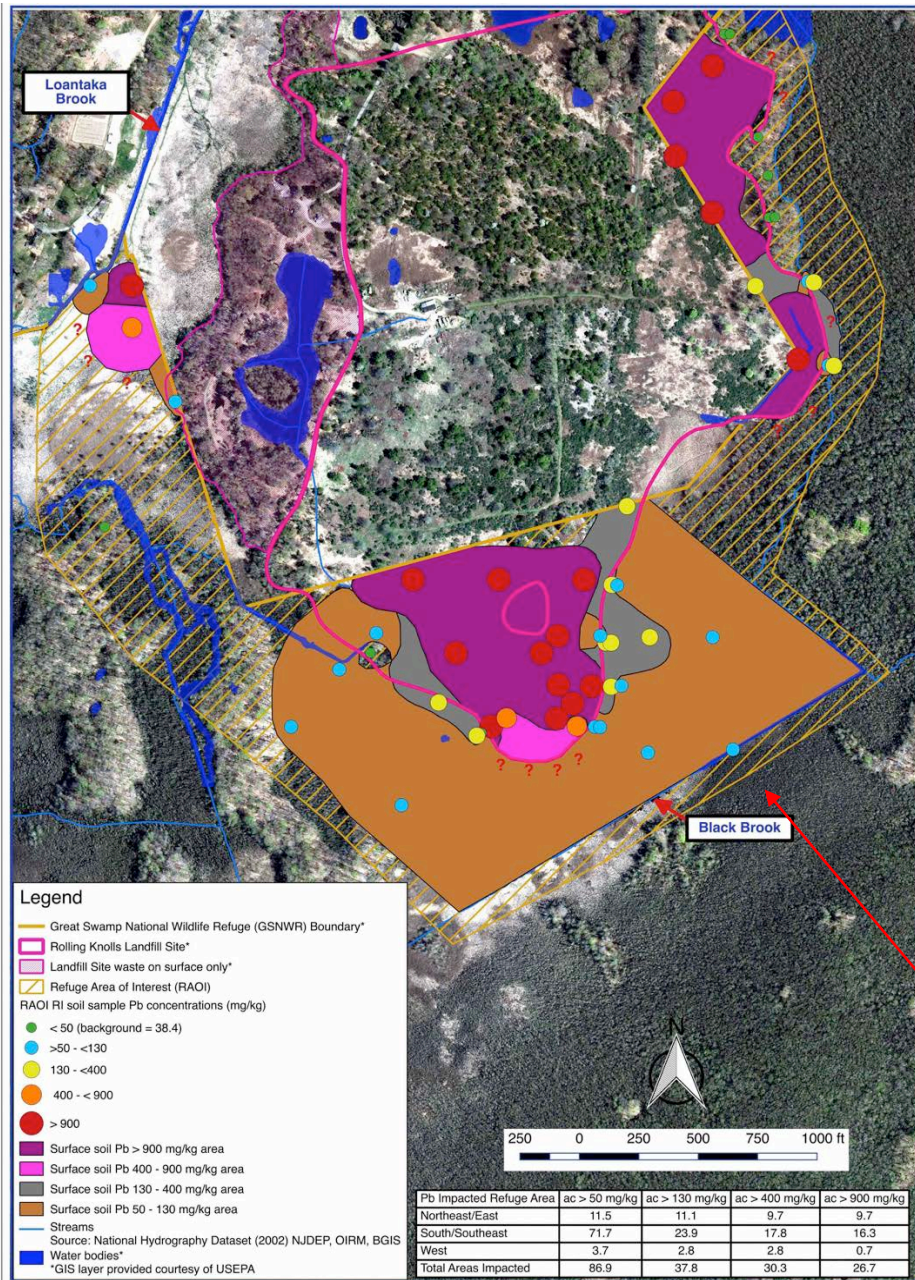 Loantaka
Brook
?
?
?
?
?
?
?
?
?
?
?
?
?
?
Black Brook
Legend
Great Swamp National Wildlife Refuge (GSNWR) Boundary*
Rolling Knolls Landfill Site*
Landfill Site waste on surface only*
Refuge Area of Interest (RAOI)
RAOI RI soil sample Pb concentrations (mg/kg)
< 50 (background = 38.4)
>50 - <130
130 - <400
400 - < 900
> 900
Surface soil Pb > 900 mg/kg area
Surface soil Pb 400 - 900 mg/kg area
Surface soil Pb 130 - 400 mg/kg area
Surface soil Pb 50 - 130 mg/kg area
Streams
Source: National Hydrography Dataset (2002) NJDEP, OIRM, BGIS
Water bodies*
*GIS layer provided courtesy of USEPA
N
250 0 250 500 750 1000 ft
Pb Impacted Refuge Area ac > 50 mg/kg ac > 130 mg/kg ac > 400 mg/kg ac > 900 mg/kg
Northeast/East 11.5 11.1 9.7 9.7
South/Southeast 71.7 23.9 17.8 16.3
West 3.7 2.8 2.8 0.7
Total Areas Impacted 86.9 37.8 30.3 26.7